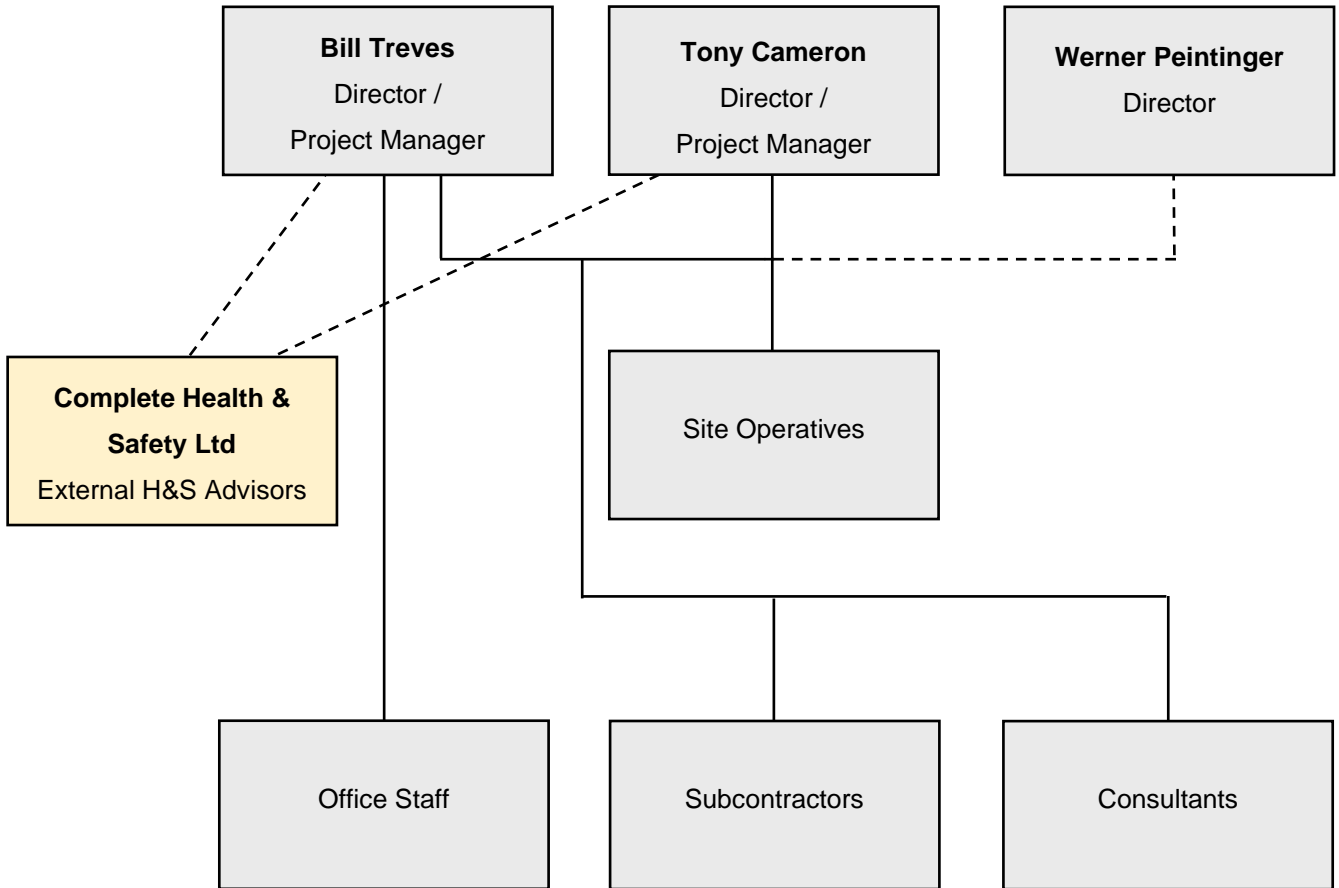 Bill Treves
Director /
Project Manager
Tony Cameron
Director /
Project Manager
Werner Peintinger
Director
Complete Health &
Safety Ltd
External H&S Advisors
Site Operatives
Office Staff
Subcontractors
Consultants